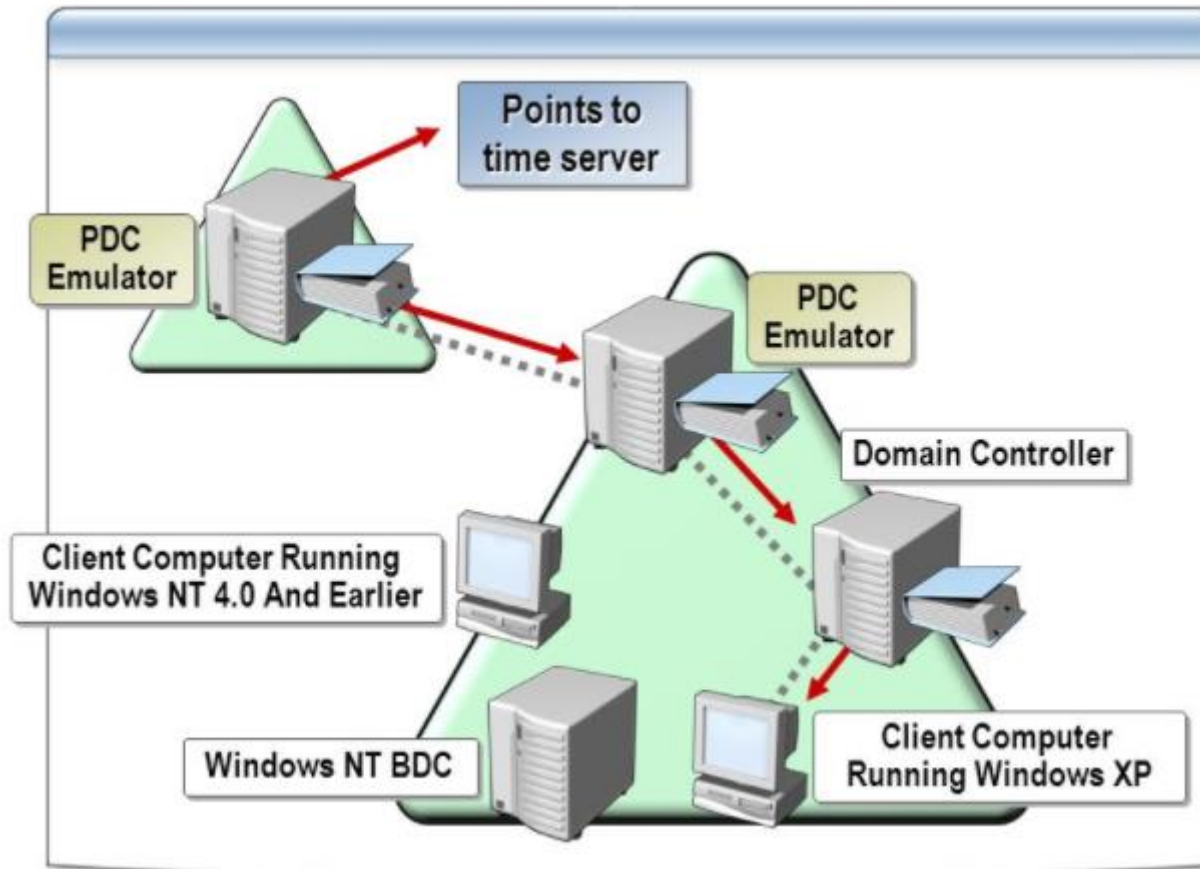 Points to
time server
PDC
Emulator
PDC
Emulator
Domain Controller
Client Computer Running
Windows NT 4.0 And Earlier
Windows NT BDC
Client Computer
Running Windows XP